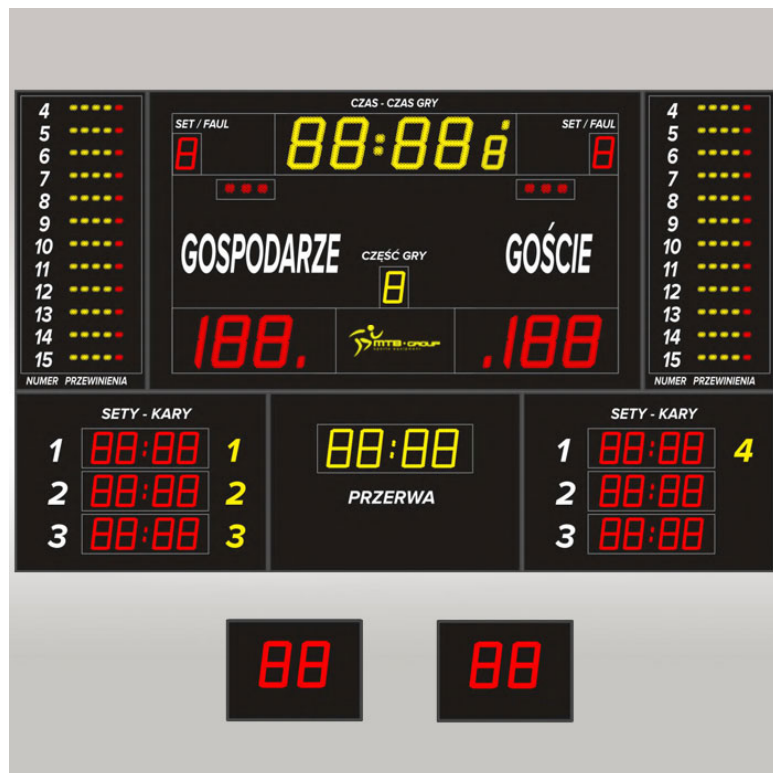 CZAS - CZAS GRY
SET / FAUL
88:88 8
SET / FAUL
8
8
GOSPODARZE
GOŚCIE
CZĘŚĆ GRY
8
188.
MTB-GROUP
sports equipment
.188
4
5
6
7
8
9
10
11
12
13
14
15
NUMER PRZEWINIENIA
4
5
6
7
8
9
10
11
12
13
14
15
NUMER PRZEWINIENIA
SETY - KARY
1 88:88 1
2 88:88 2
3 88:88 3
88:88
PRZERWA
SETY - KARY
1 88:88 4
2 88:88
3 88:88
88
88